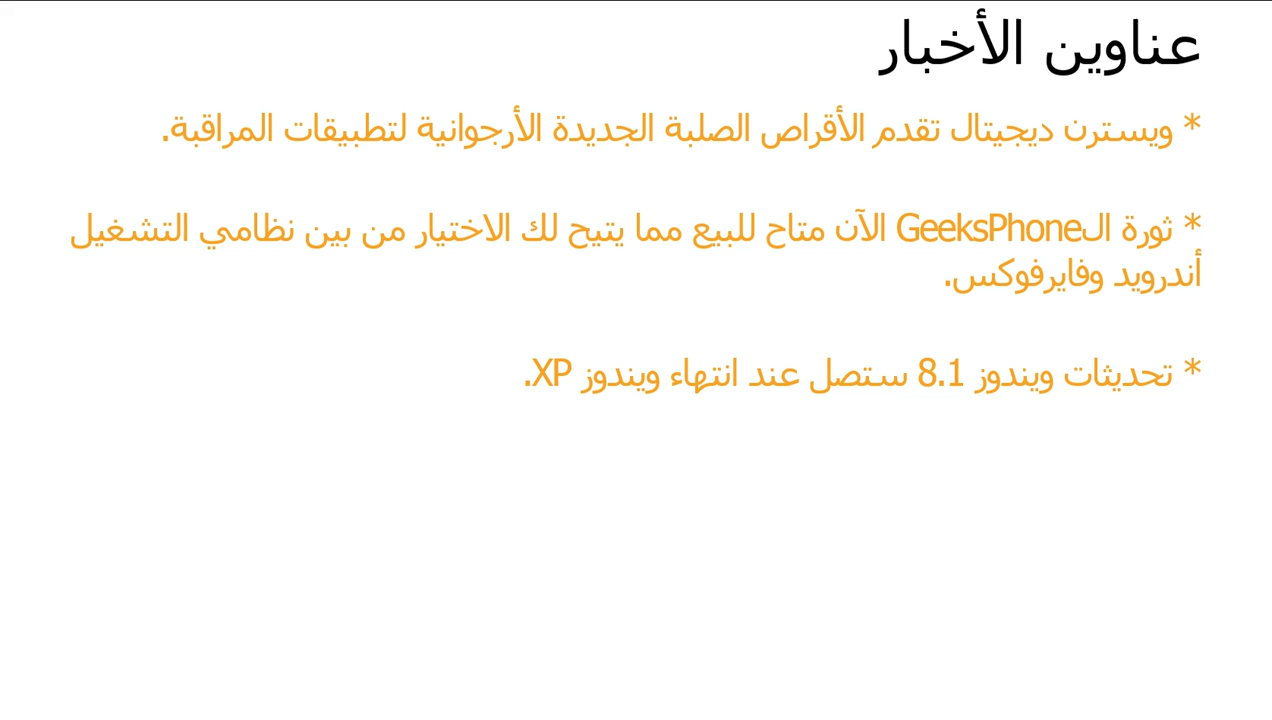 عناوين الأخبار
* ويسترن ديجيتال تقدم الأقراص الصلبة الجديدة الأرجوانية لتطبيقات المراقبة.
* ثورة الGeeksPhone الآن متاح للبيع مما يتيح لك الاختيار من بين نظامي التشغيل
أندرويد وفايرفوكس.
* تحديثات ويندوز 8.1 ستصل عند انتهاء ويندوز XP.